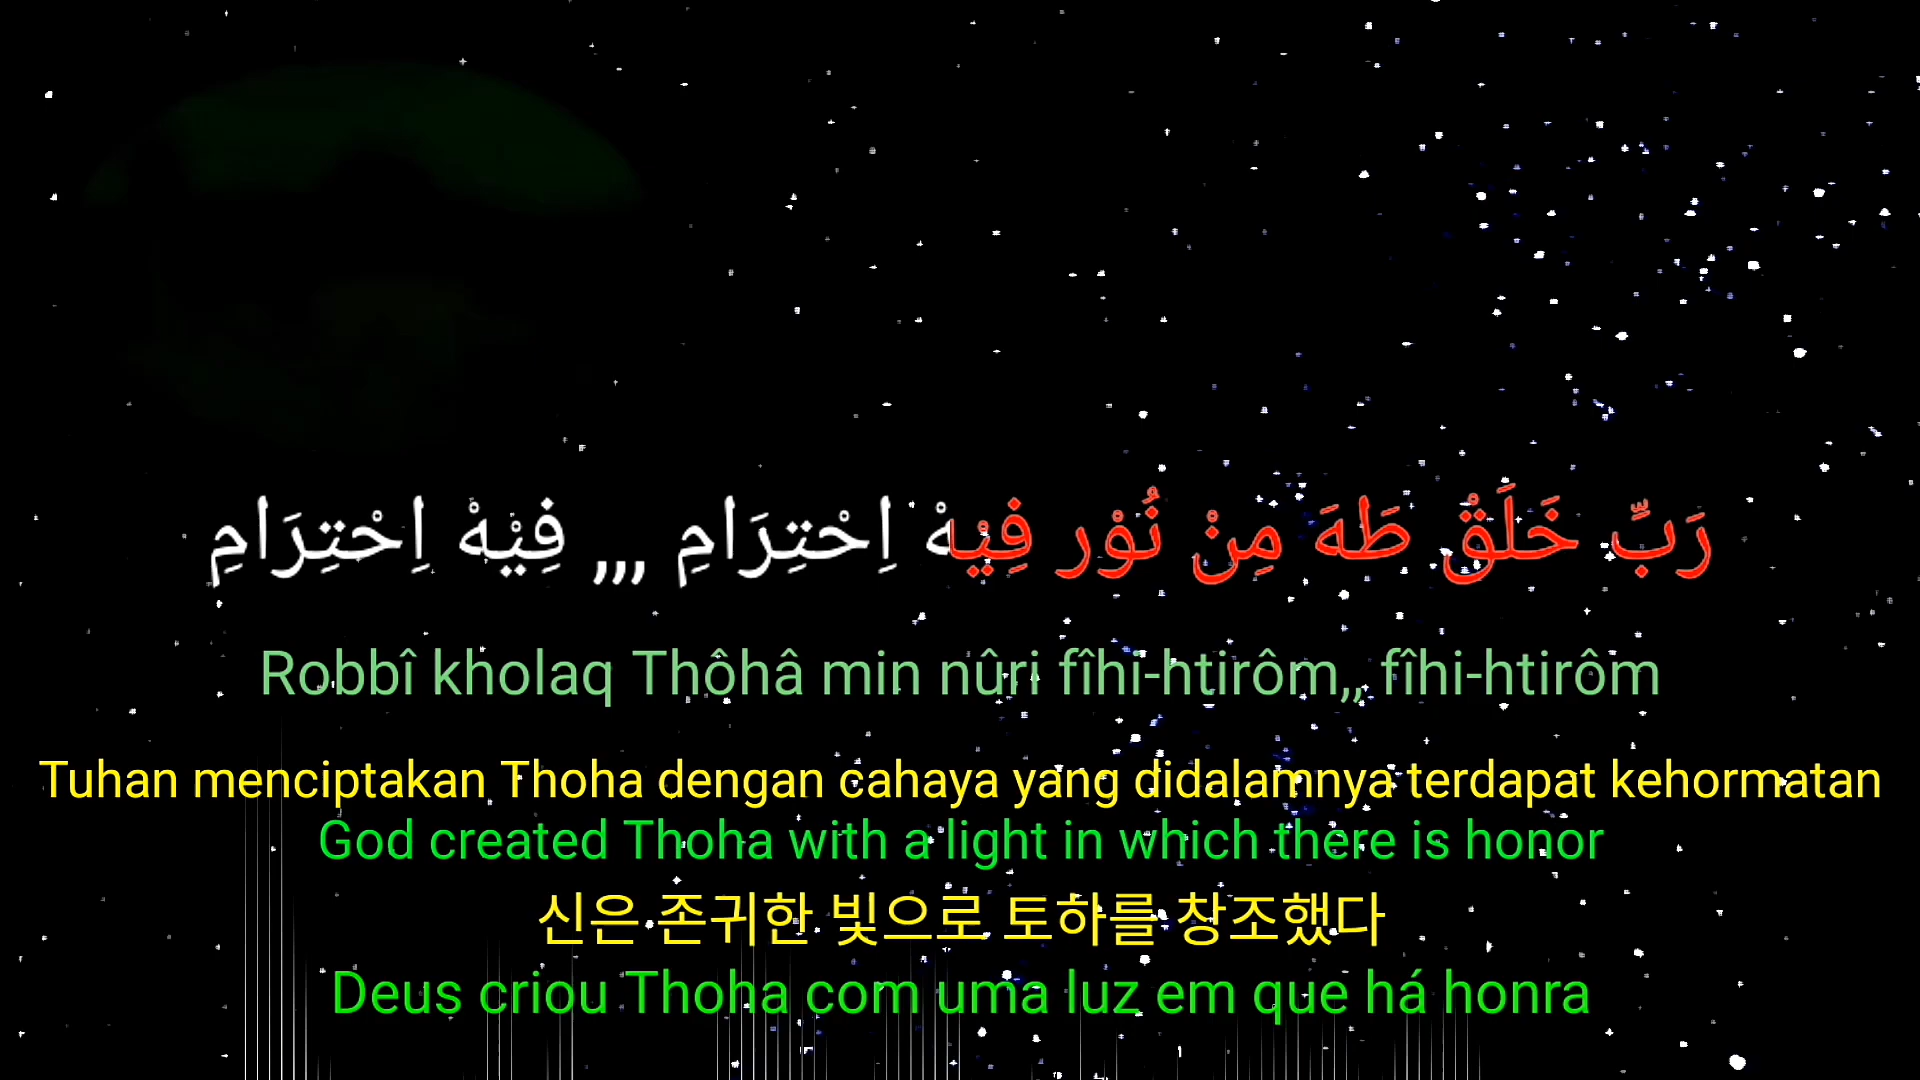 رَبِّ خَلَقْ طَهَ مِنْ نُوْر فِيْهْ اِحْتِرَامِ ,,, فِيْهْ اِحْتِرَامِ
Robbî kholaq Thôhâ min nûri fîhi-htirôm,, fîhi-htirôm
Tuhan menciptakan Thoha dengan cahaya yang didalamnya terdapat kehormatan
God created Thoha with a light in which there is honor
신은 존귀한 빛으로 토하를 창조했다
Deus criou Thoha com uma luz em que há honra